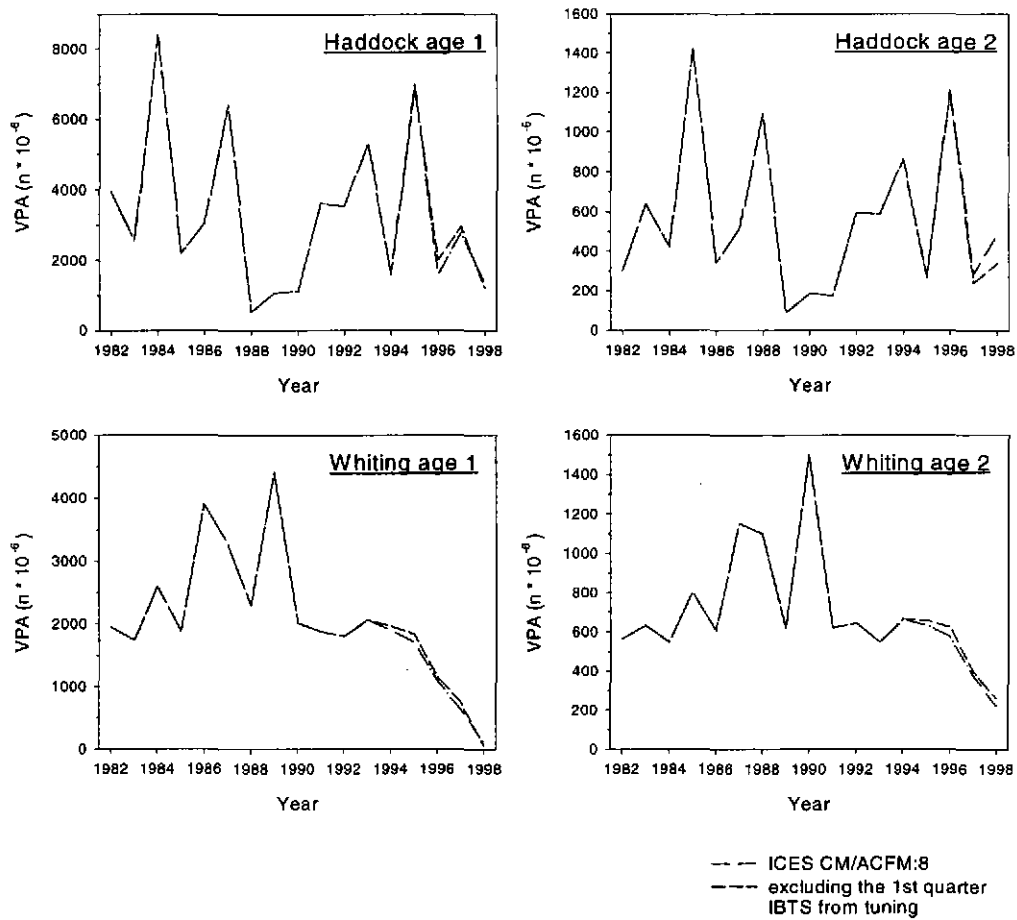 Haddock age 1
VPA (n * 10⁻⁶)
8000
6000
4000
2000
0
1982 1984 1986 1988 1990 1992 1994 1996 1998
Year
Haddock age 2
VPA (n * 10⁻⁶)
1600
1400
1200
1000
800
600
400
200
0
1982 1984 1986 1988 1990 1992 1994 1996 1998
Year
Whiting age 1
VPA (n * 10⁻⁶)
5000
4000
3000
2000
1000
0
1982 1984 1986 1988 1990 1992 1994 1996 1998
Year
Whiting age 2
VPA (n * 10⁻⁶)
1600
1400
1200
1000
800
600
400
200
0
1982 1984 1986 1988 1990 1992 1994 1996 1998
Year
ICES CM/ACFM:8
excluding the 1st quarter
IBTS from tuning